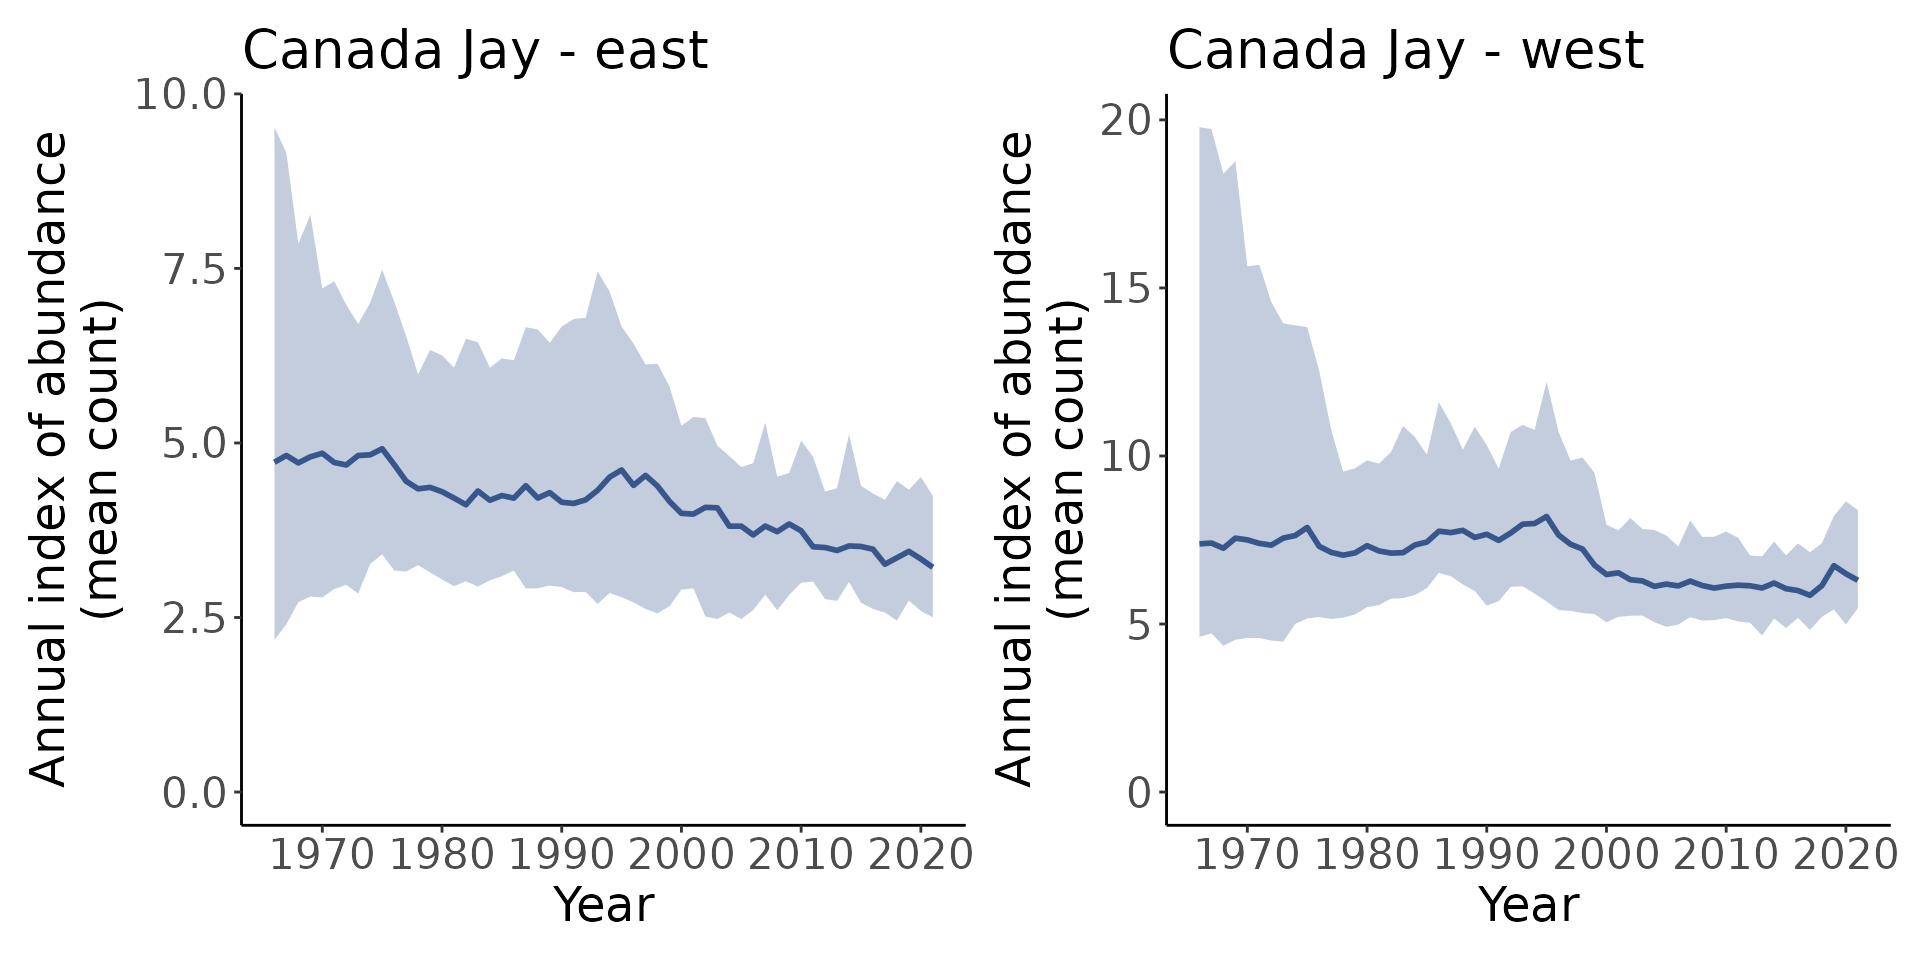 Canada Jay - east
Annual index of abundance
(mean count)
10.0
7.5
5.0
2.5
0.0
1970 1980 1990 2000 2010 2020
Year
Canada Jay - west
Annual index of abundance
(mean count)
20
15
10
5
0
1970 1980 1990 2000 2010 2020
Year